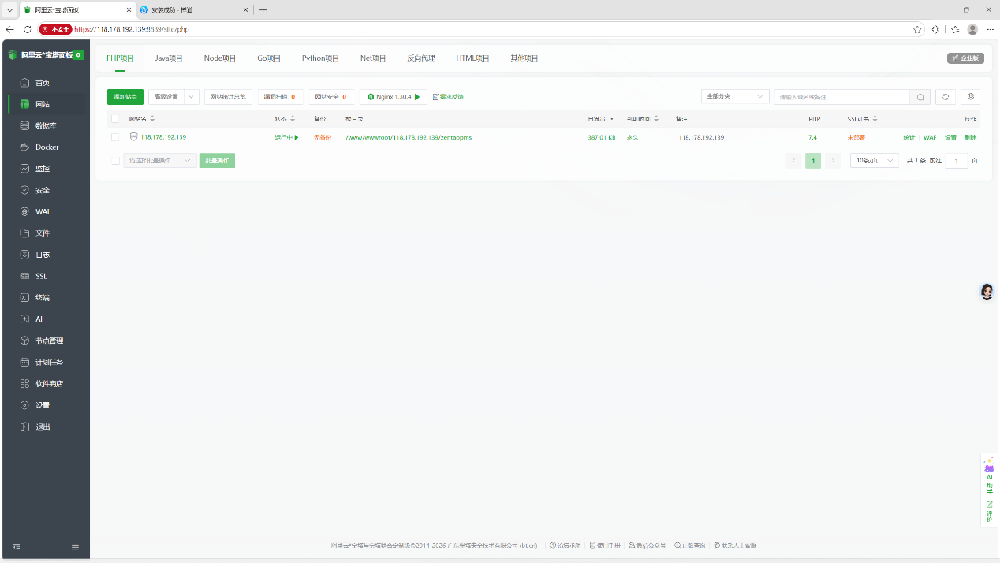 阿里云*宝塔面板
安装成功 - 禅道
不安全 https://118.178.192.139:8889/site/php
阿里云*宝塔面板 0
首页
网站
数据库
Docker
监控
安全
WAI
文件
日志
SSL
终端
AI
节点管理
计划任务
软件商店
设置
退出
PHP项目 Java项目 Node项目 Go项目 Python项目 Net项目 反向代理 HTML项目 其他项目 企业版
添加站点 高级设置 网站统计总览 漏洞扫描 0 网站安全 0 Nginx 1.30.4 需求反馈 全部分类 请输入域名或备注
网站名 状态 备份 根目录 日流量 到期时间 备注 PHP SSL证书 操作
118.178.192.139 运行中 无备份 /www/wwwroot/118.178.192.139/zentaopms 387.01 KB 永久 118.178.192.139 7.4 未部署 统计 WAF 设置 删除
请选择批量操作 批量操作 1 10条/页 共 1 条 前往 1 页
AI
助
手
评
价
阿里云*宝塔与宝塔联合定制版©2014-2026 广东堡塔安全技术有限公司 (bt.cn) 论坛求助 使用手册 微信公众号 正版查询 联系人工客服